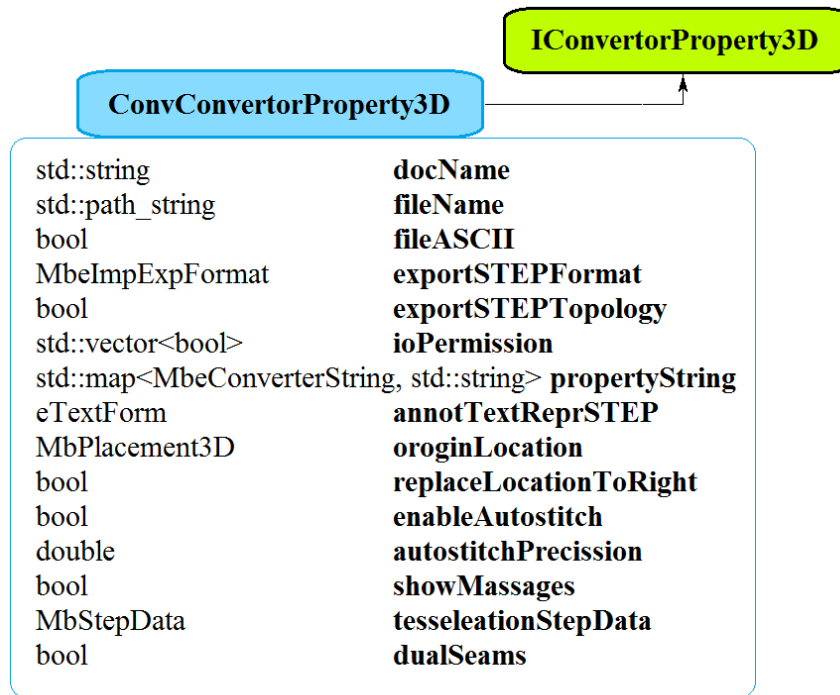 IConvertorProperty3D
ConvConvertorProperty3D
std::string docName
std::path_string fileName
bool fileASCII
MbeImpExpFormat exportSTEPFormat
bool exportSTEPTopology
std::vector<bool> ioPermission
std::map<MbeConverterString, std::string> propertyString
eTextForm annotTextReprSTEP
MbPlacement3D oroginLocation
bool replaceLocationToRight
bool enableAutostitch
double autostitchPrecission
bool showMassages
MbStepData tesseleationStepData
bool dualSeams